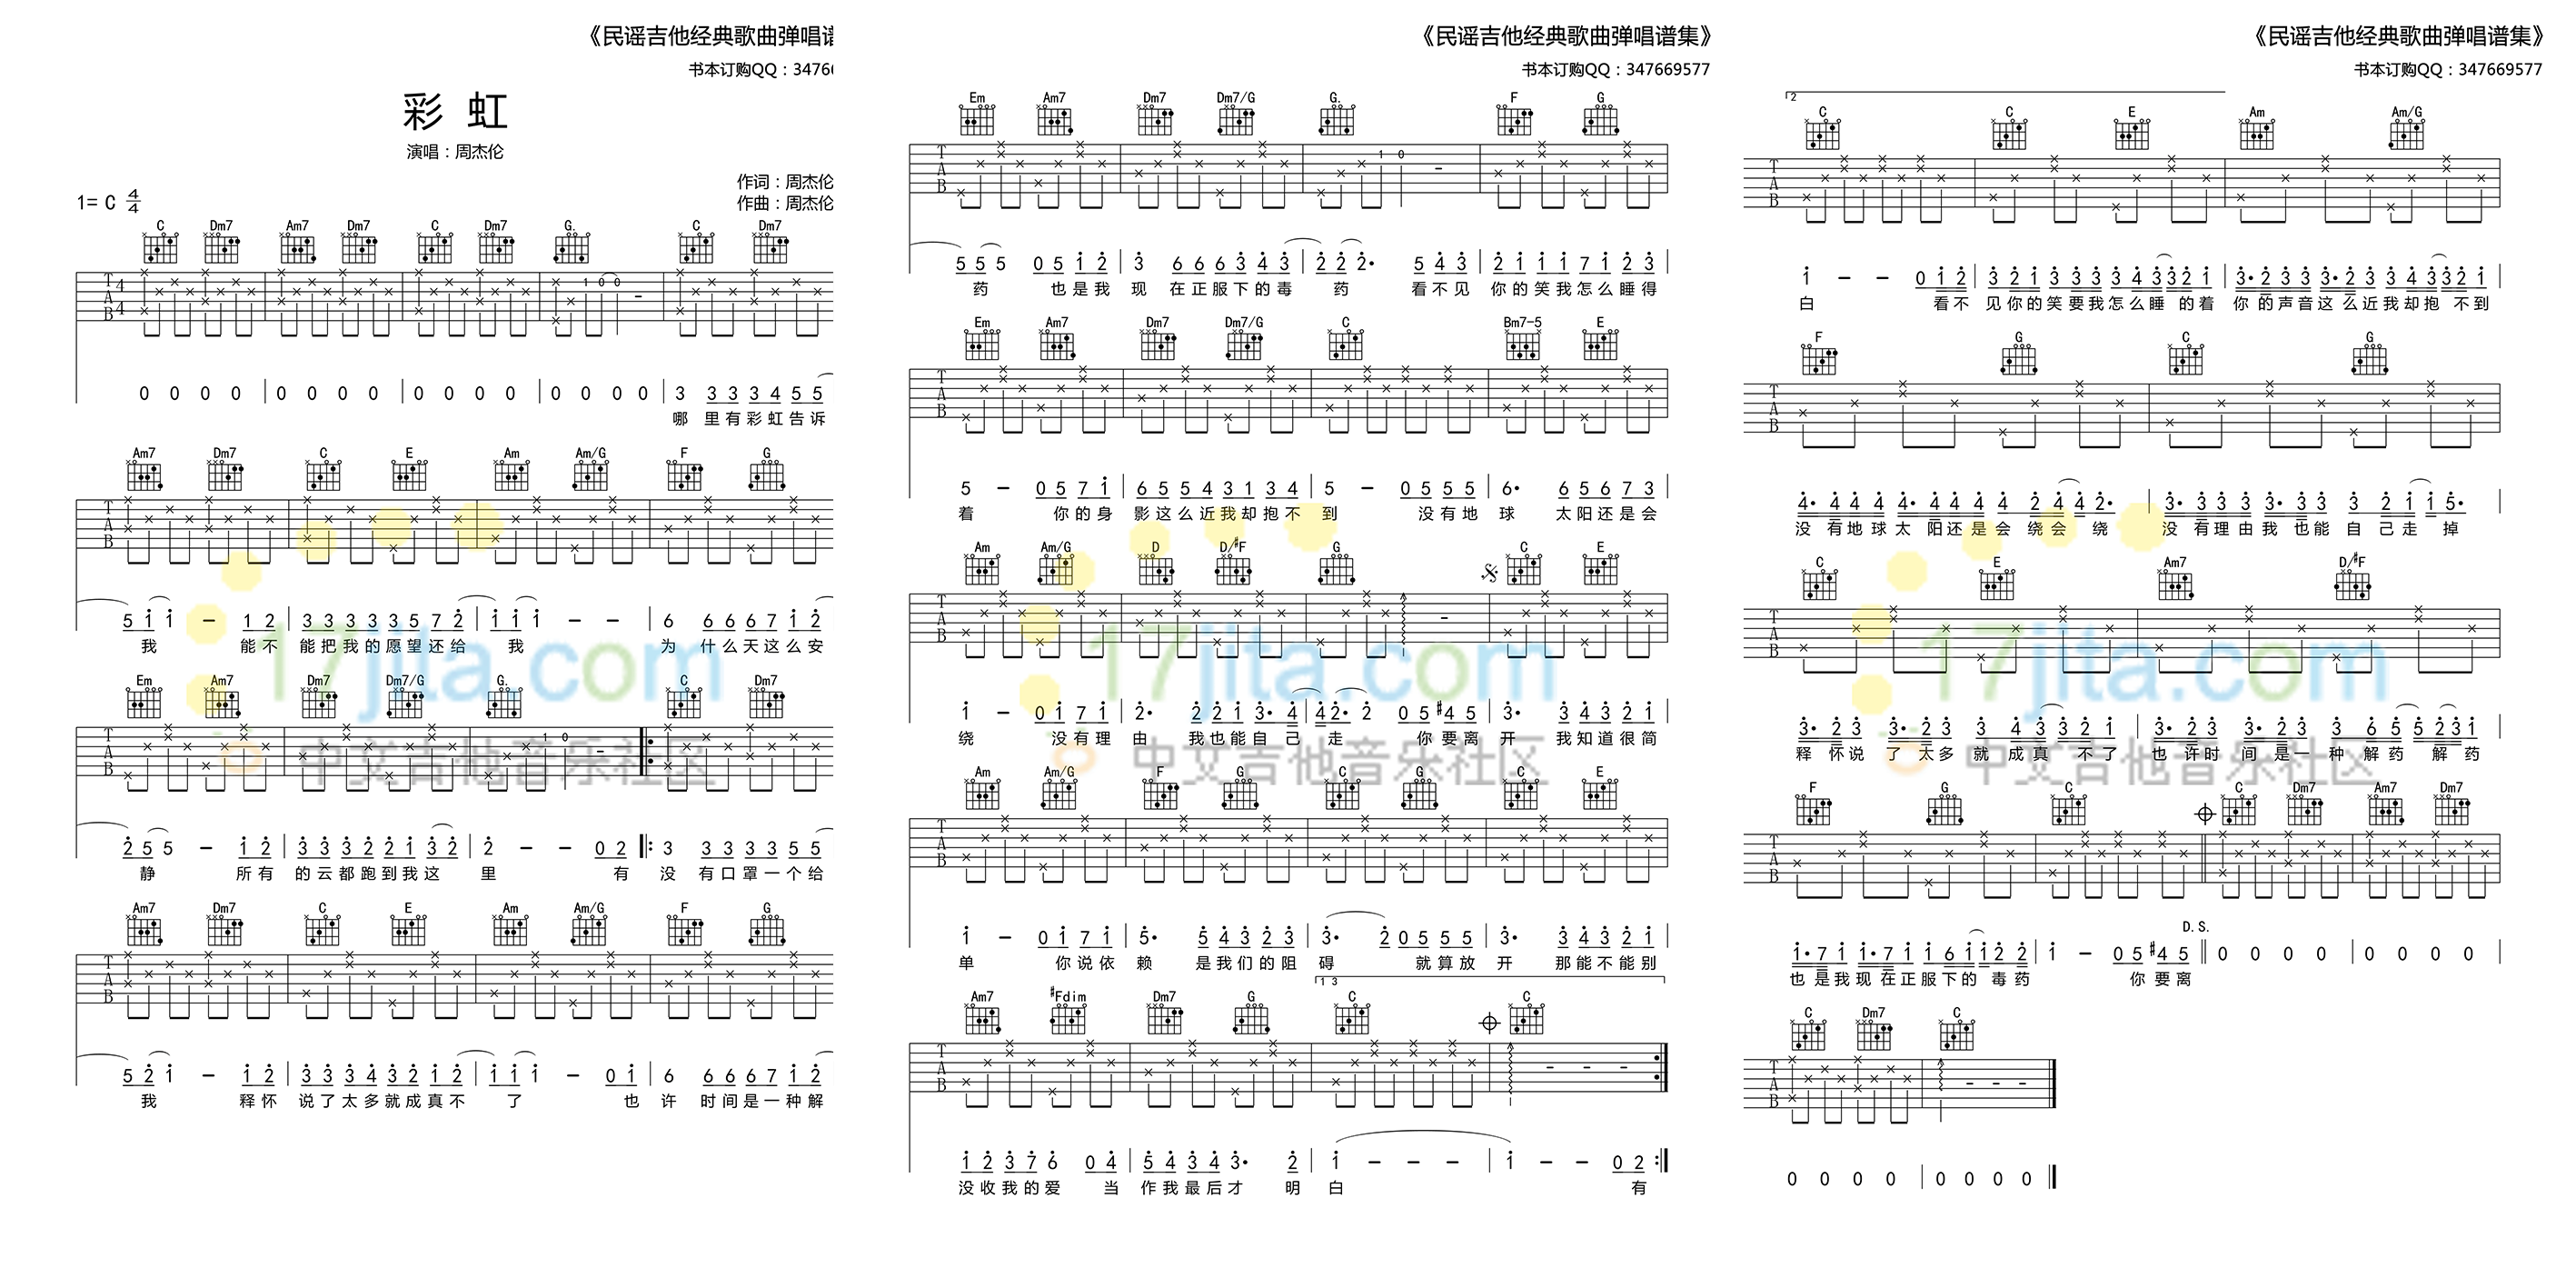 《民谣吉他经典歌曲弹唱谱
书本订购QQ：34766
彩 虹
演唱：周杰伦
作词：周杰伦
1= C 4/4
作曲：周杰伦
C Dm7 Am7 Dm7 C Dm7 G. C Dm7
0 0 0 0 0 0 0 0 0 0 0 0 0 0 0 0 3 3 3 3 4 5 5
哪 里有彩虹告诉
Am7 Dm7 C E Am Am/G F G
5 1 1 - 1 2 3 3 3 3 3 5 7 2 1 1 1 - - 6 6 6 6 7 1 2
我 能不 能把我的愿望还给 我 为 什么天这么安
Em Am7 Dm7 Dm7/G G. C Dm7
2 5 5 - 1 2 3 3 3 2 2 1 3 2 2 - - 0 2 3 3 3 3 3 5 5
静 所有 的云都跑到我这 里 有 没 有口罩一个给
Am7 Dm7 C E Am Am/G F G
5 2 1 - 1 2 3 3 3 4 3 2 1 2 1 1 1 - 0 1 6 6 6 6 7 1 2
我 释怀 说了太多就成真不 了 也 许 时间是一种解
《民谣吉他经典歌曲弹唱谱集》
书本订购QQ：347669577
Em Am7 Dm7 Dm7/G G. F G
5 5 5 0 5 1 2 3 6 6 6 3 4 3 2 2 2· 5 4 3 2 1 1 1 7 1 2 3
药 也是我 现 在正服下的毒 药 看不见 你的笑我怎么睡得
Em Am7 Dm7 Dm7/G C Bm7-5 E
5 - 0 5 7 1 6 5 5 4 3 1 3 4 5 - 0 5 5 5 6· 6 5 6 7 3
着 你的身 影这么近我却抱不 到 没有地 球 太阳还是会
Am Am/G D D/#F G C E
1 - 0 1 7 1 2· 2 2 1 3· 4 4 2· 2 0 5 #4 5 3· 3 4 3 2 1
绕 没有理 由 我也能自己 走 你要离 开 我知道很简
Am Am/G F G C G C E
1 - 0 1 7 1 5· 5 4 3 2 3 3· 2 0 5 5 5 3· 3 4 3 2 1
单 你说依 赖 是我们的阻 碍 就算放 开 那能不能别
1 3
Am7 #Fdim Dm7 G C C
1 2 3 7 6 0 4 5 4 3 4 3· 2 1 - - - 1 - - 0 2
没收我的爱 当 作我最后才 明 白 有
《民谣吉他经典歌曲弹唱谱集》
书本订购QQ：347669577
2
C C E Am Am/G
1 - - 0 1 2 3 2 1 3 3 3 3 4 3 3 2 1 3· 2 3 3 3· 2 3 3 4 3 3 2 1
白 看不 见你的笑要我怎么睡 的着 你 的声音这么近我却抱 不到
F G C G
4· 4 4 4 4· 4 4 4 4 2 4 4 2· 3· 3 3 3 3· 3 3 3 2 1 1 5·
没 有地球太 阳还是会 绕会 绕 没 有理由我 也能 自 己走 掉
C E Am7 D/#F
3· 2 3 3· 2 3 3 4 3 3 2 1 3· 2 3 3· 2 3 3 6 5 5 2 3 1
释 怀说 了 太多 就 成真 不了 也 许时 间 是一 种 解药 解 药
F G C C Dm7 Am7 Dm7
D.S.
1· 7 1 1· 7 1 1 6 1 1 2 2 1 - 0 5 #4 5 0 0 0 0 0 0 0 0
也 是我现 在正服下的 毒药 你要离
C Dm7 C
0 0 0 0 0 0 0 0
17jita.com
中文吉他音乐社区
17jita.com
中文吉他音乐社区
17jita.com
中文吉他音乐社区